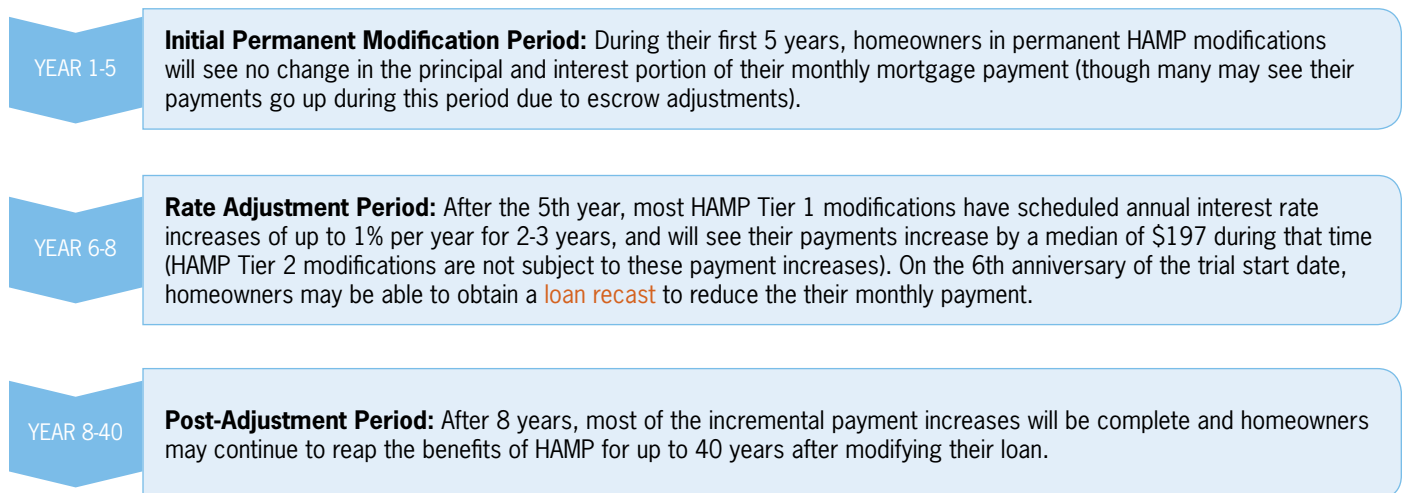 YEAR 1-5
Initial Permanent Modification Period: During their first 5 years, homeowners in permanent HAMP modifications
will see no change in the principal and interest portion of their monthly mortgage payment (though many may see their
payments go up during this period due to escrow adjustments).
YEAR 6-8
Rate Adjustment Period: After the 5th year, most HAMP Tier 1 modifications have scheduled annual interest rate
increases of up to 1% per year for 2-3 years, and will see their payments increase by a median of $197 during that time
(HAMP Tier 2 modifications are not subject to these payment increases). On the 6th anniversary of the trial start date,
homeowners may be able to obtain a loan recast to reduce the their monthly payment.
YEAR 8-40
Post-Adjustment Period: After 8 years, most of the incremental payment increases will be complete and homeowners
may continue to reap the benefits of HAMP for up to 40 years after modifying their loan.